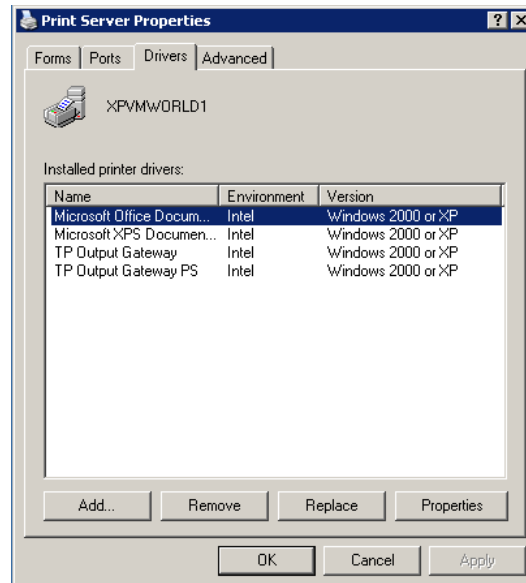 Print Server Properties
Forms Ports Drivers Advanced
XPVMWORLD1
Installed printer drivers:
Name Environment Version
Microsoft Office Docum... Intel Windows 2000 or XP
Microsoft XPS Documen... Intel Windows 2000 or XP
TP Output Gateway Intel Windows 2000 or XP
TP Output Gateway PS Intel Windows 2000 or XP
Add... Remove Replace Properties
OK Cancel Apply